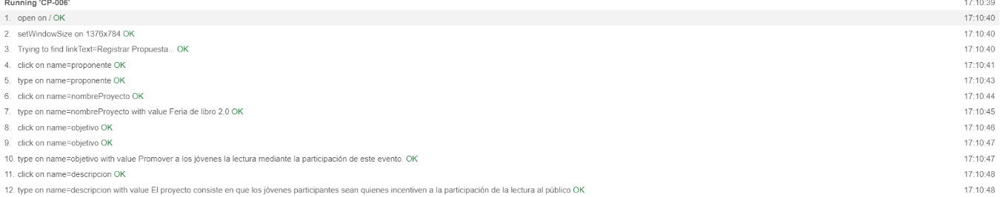 Running 'CP-006' 17:10:39
1. open on / OK 17:10:40
2. setWindowSize on 1376x784 OK 17:10:40
3. Trying to find linkText=Registrar Propuesta... OK 17:10:40
4. click on name=proponente OK 17:10:41
5. type on name=proponente OK 17:10:43
6. click on name=nombreProyecto OK 17:10:44
7. type on name=nombreProyecto with value Feria de libro 2.0 OK 17:10:45
8. click on name=objetivo OK 17:10:46
9. click on name=objetivo OK 17:10:47
10. type on name=objetivo with value Promover a los jóvenes la lectura mediante la participación de este evento. OK 17:10:47
11. click on name=descripcion OK 17:10:48
12. type on name=descripcion with value El proyecto consiste en que los jóvenes participantes sean quienes incentiven a la participación de la lectura al público OK 17:10:48